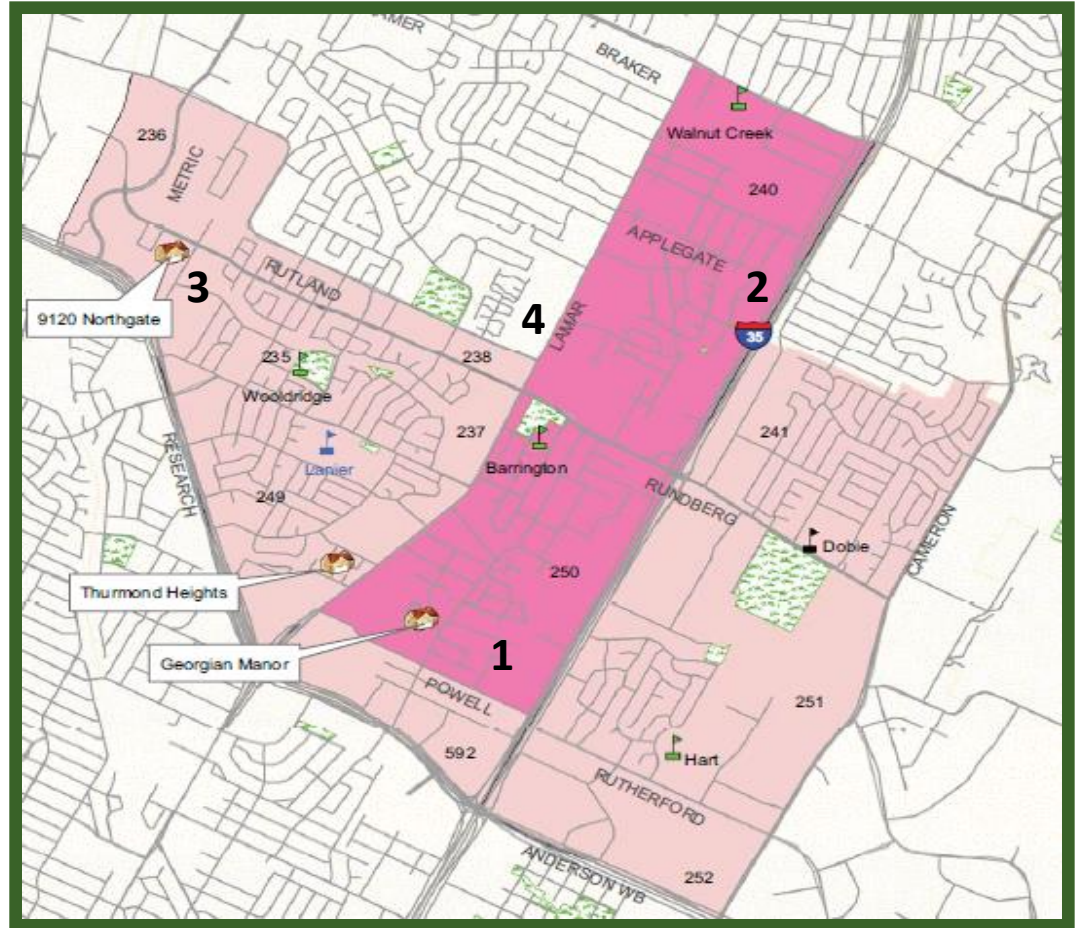 AMER
BRAKER
Walnut Creek
236
METRIC
240
APPLEGATE
3
RUTLAND
2
9120 Northgate
4
LAMAR
35
235
238
Wooldridge
237
241
Lanier
Barrington
RESEARCH
249
RUNDBERG
CAMERON
Dobie
250
Thurmond Heights
Georgian Manor
1
POWELL
251
592
Hart
RUTHERFORD
ANDERSON WB
252